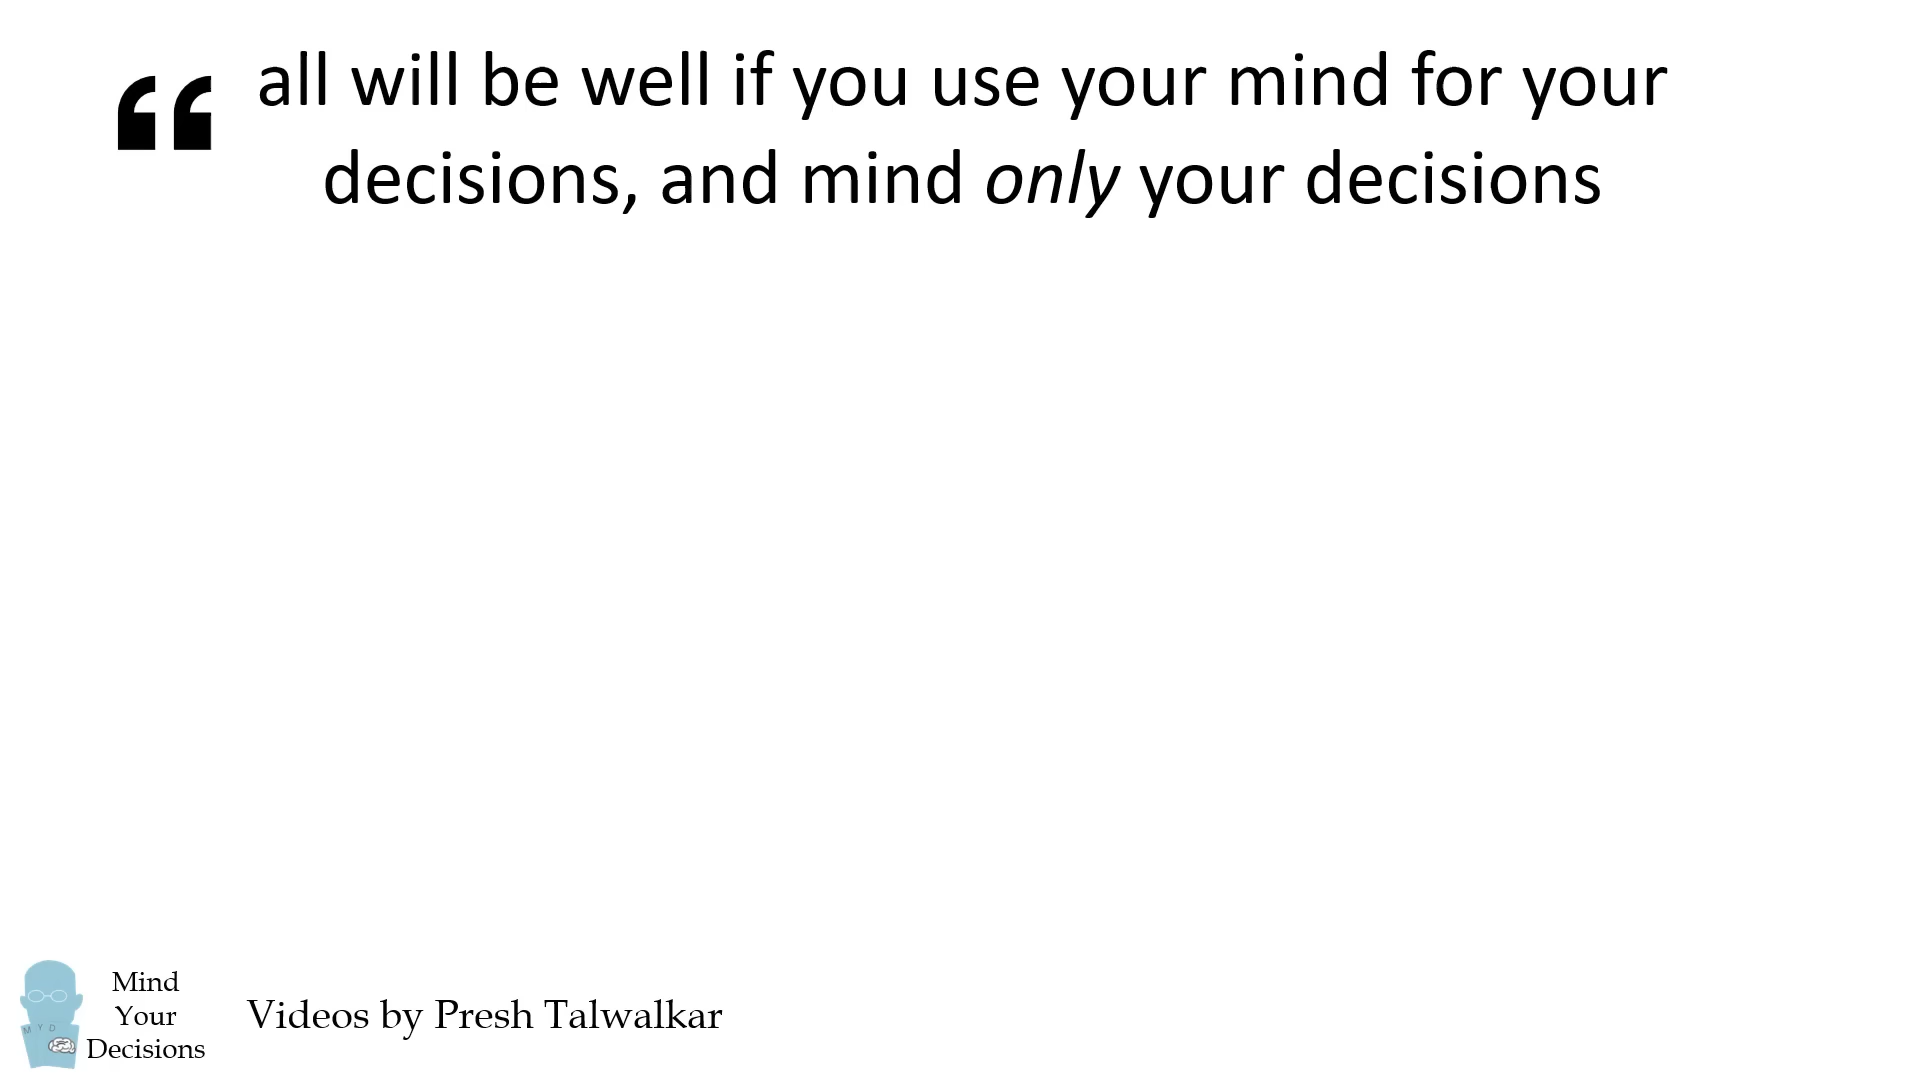 “ all will be well if you use your mind for your
decisions, and mind only your decisions
Mind
Your
Decisions
Videos by Presh Talwalkar
M Y D